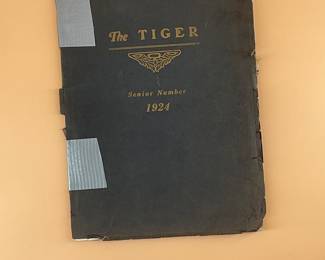 The TIGER
Senior Number
1924